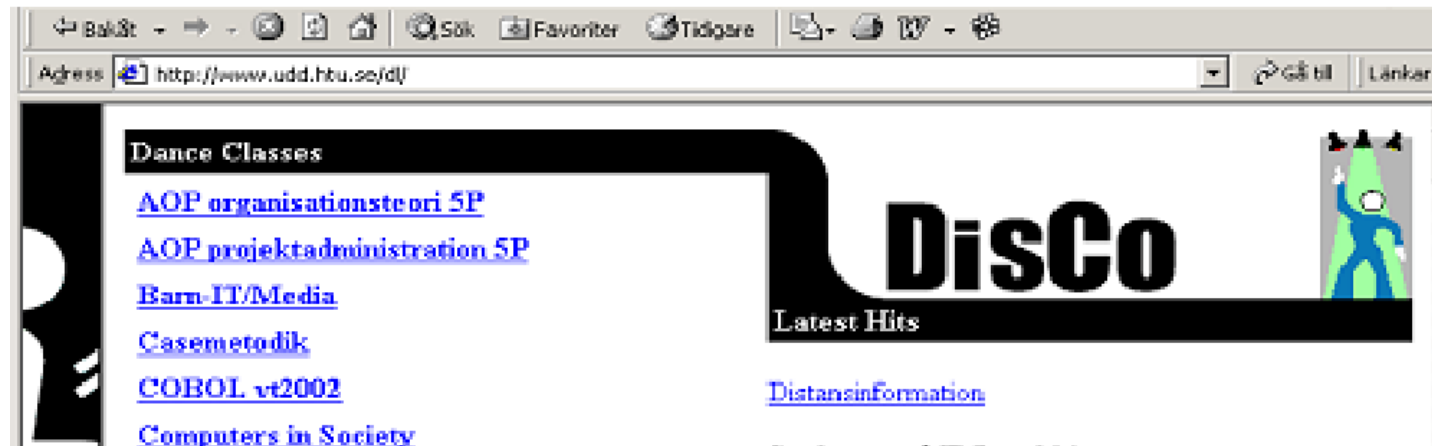 Bakåt Sök Favoriter Tidigare
Adress http://www.udd.htu.se/dl/ Gå till Länkar
Dance Classes
AOP organisationsteori 5P
AOP projektadministration 5P
Barn-IT/Media
Casemetodik
COBOL vt2002
Computers in Society
DisCo
Latest Hits
Distansinformation